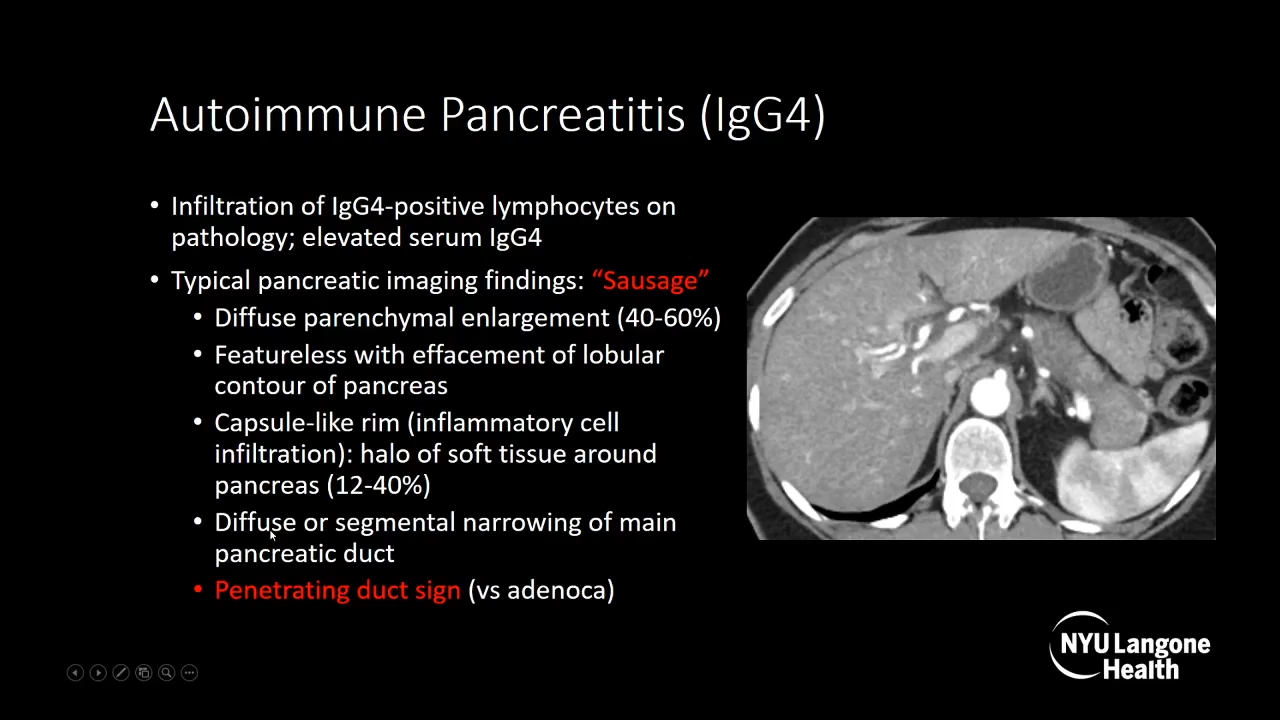 Autoimmune Pancreatitis (IgG4)
• Infiltration of IgG4-positive lymphocytes on
pathology; elevated serum IgG4
• Typical pancreatic imaging findings: “Sausage”
• Diffuse parenchymal enlargement (40-60%)
• Featureless with effacement of lobular
contour of pancreas
• Capsule-like rim (inflammatory cell
infiltration): halo of soft tissue around
pancreas (12-40%)
• Diffuse or segmental narrowing of main
pancreatic duct
• Penetrating duct sign (vs adenoca)
NYU Langone
Health